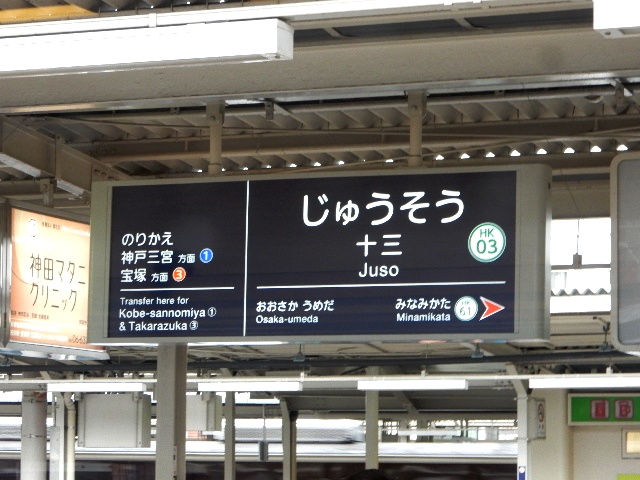 のりかえ
神戸三宮 方面 1
宝塚 方面 3
Transfer here for
Kobe-sannomiya ①
& Takarazuka ③
じゅうそう
十三
Juso
HK
03
おおさか うめだ
Osaka-umeda
みなみかた
Minamikata
HK
61
神田マタニ
クリニック